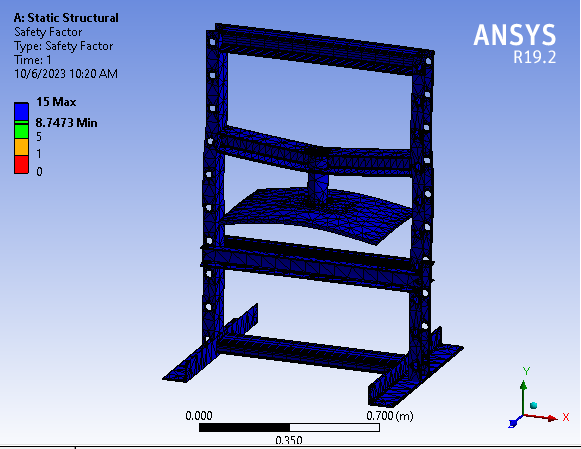 A: Static Structural
Safety Factor
Type: Safety Factor
Time: 1
10/6/2023 10:20 AM
15 Max
8.7473 Min
5
1
0
ANSYS
R19.2
0.000
0.700 (m)
0.350
Y
X